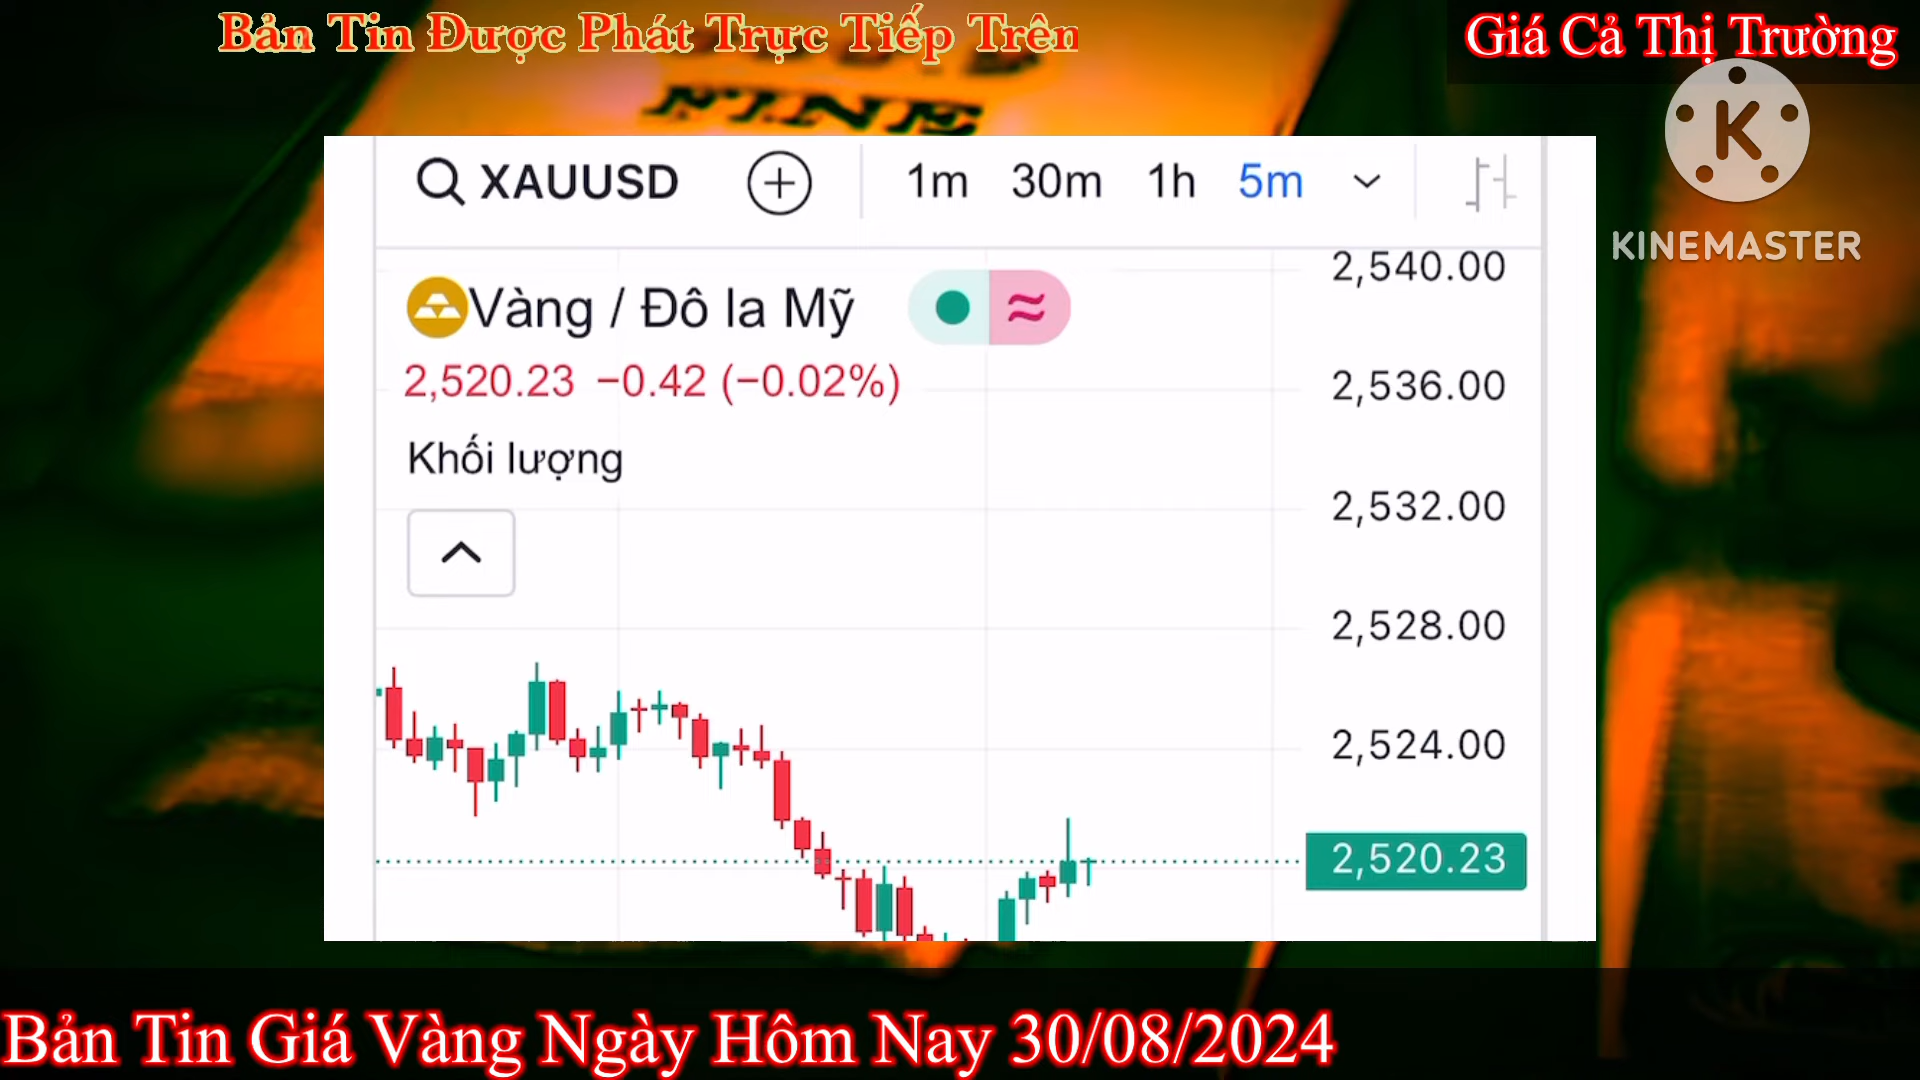 Bản Tin Được Phát Trực Tiếp Trên
Giá Cả Thị Trường
FINE
K
KINEMASTER
XAUUSD
1m 30m 1h 5m
Vàng / Đô la Mỹ
2,520.23 −0.42 (−0.02%)
Khối lượng
2,540.00
2,536.00
2,532.00
2,528.00
2,524.00
2,520.23
Bản Tin Giá Vàng Ngày Hôm Nay 30/08/2024